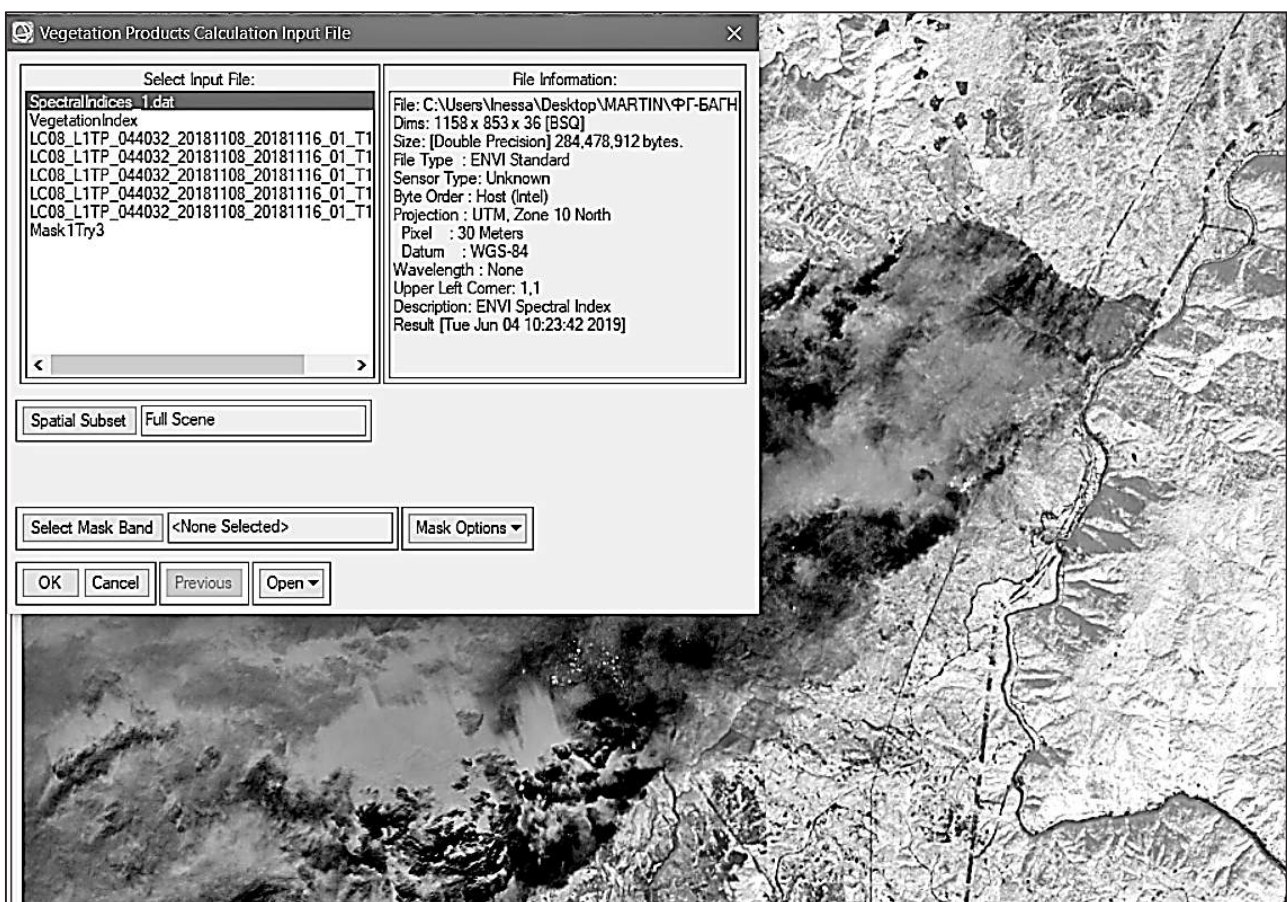 Vegetation Products Calculation Input File
Select Input File:
SpectralIndices_1.dat
VegetationIndex
LC08_L1TP_044032_20181108_20181116_01_T1
LC08_L1TP_044032_20181108_20181116_01_T1
LC08_L1TP_044032_20181108_20181116_01_T1
LC08_L1TP_044032_20181108_20181116_01_T1
LC08_L1TP_044032_20181108_20181116_01_T1
Mask1Try3
File Information:
File: C:\Users\Inessa\Desktop\MARTIN\ФГ-БАГН
Dims: 1158 x 853 x 36 [BSQ]
Size: [Double Precision] 284,478,912 bytes.
File Type : ENVI Standard
Sensor Type: Unknown
Byte Order : Host (Intel)
Projection : UTM, Zone 10 North
Pixel : 30 Meters
Datum : WGS-84
Wavelength : None
Upper Left Corner: 1,1
Description: ENVI Spectral Index
Result [Tue Jun 04 10:23:42 2019]
Spatial Subset Full Scene
Select Mask Band <None Selected> Mask Options
OK Cancel Previous Open